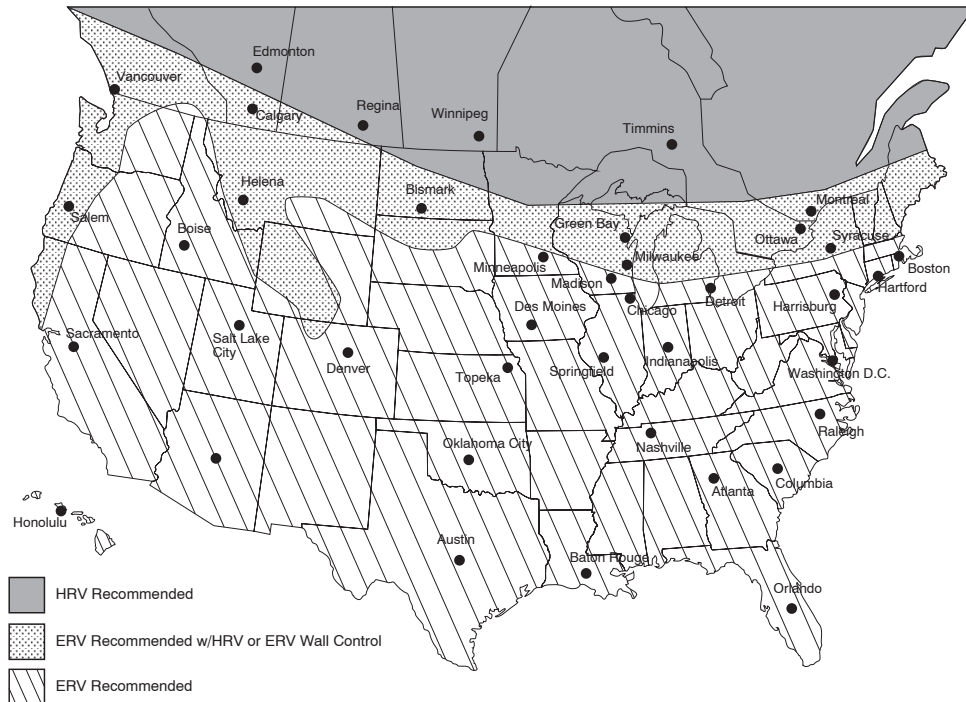 Edmonton
Vancouver
Calgary
Regina
Winnipeg
Timmins
Helena
Bismark
Salem
Boise
Green Bay
Montreal
Ottawa
Syracuse
Minneapolis
Milwaukee
Madison
Boston
Hartford
Des Moines
Chicago
Detroit
Harrisburg
Sacramento
Salt Lake
City
Denver
Topeka
Springfield
Indianapolis
Washington D.C.
Raleigh
Oklahoma City
Nashville
Columbia
Atlanta
Honolulu
Austin
Baton Rouge
Orlando
HRV Recommended
ERV Recommended w/HRV or ERV Wall Control
ERV Recommended